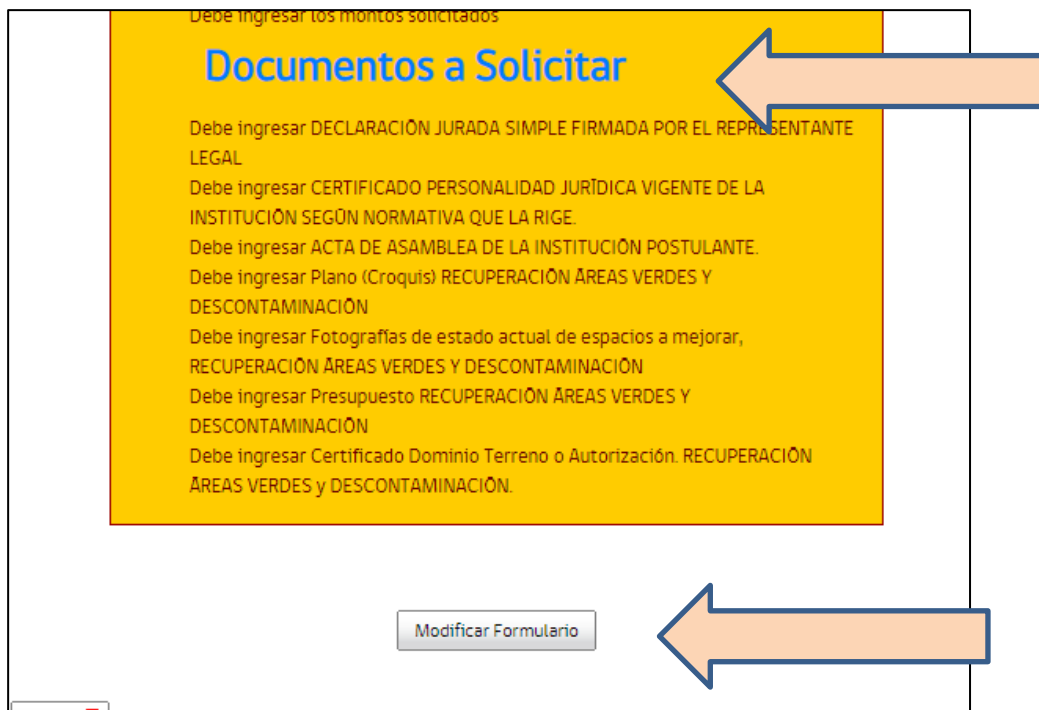 Debe ingresar los montos solicitados
Documentos a Solicitar
Debe ingresar DECLARACIÓN JURADA SIMPLE FIRMADA POR EL REPRESENTANTE
LEGAL
Debe ingresar CERTIFICADO PERSONALIDAD JURÍDICA VIGENTE DE LA
INSTITUCIÓN SEGÚN NORMATIVA QUE LA RIGE.
Debe ingresar ACTA DE ASAMBLEA DE LA INSTITUCIÓN POSTULANTE.
Debe ingresar Plano (Croquis) RECUPERACIÓN ÁREAS VERDES Y
DESCONTAMINACIÓN
Debe ingresar Fotografías de estado actual de espacios a mejorar,
RECUPERACIÓN ÁREAS VERDES Y DESCONTAMINACIÓN
Debe ingresar Presupuesto RECUPERACIÓN ÁREAS VERDES Y
DESCONTAMINACIÓN
Debe ingresar Certificado Dominio Terreno o Autorización. RECUPERACIÓN
ÁREAS VERDES y DESCONTAMINACIÓN.
Modificar Formulario